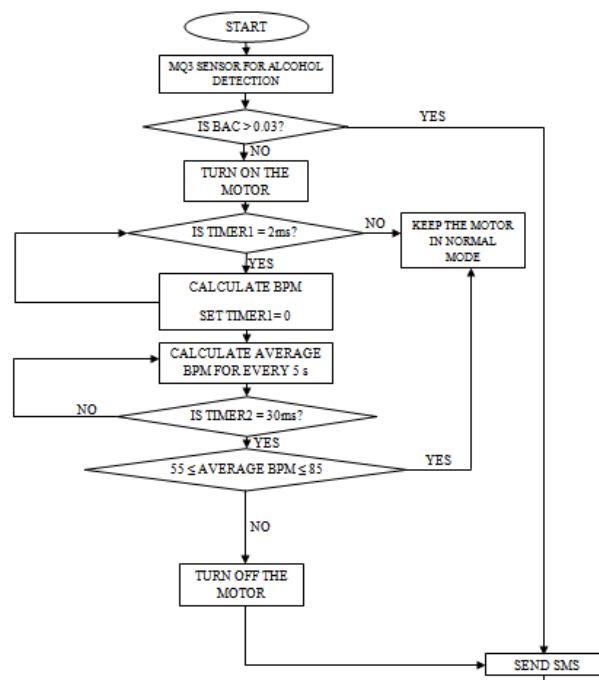 START
MQ3 SENSOR FOR ALCOHOL
DETECTION
IS BAC > 0.03?
YES
NO
TURN ON THE
MOTOR
IS TIMER1 = 2ms?
NO
KEEP THE MOTOR
IN NORMAL
MODE
YES
CALCULATE BPM
SET TIMER1= 0
CALCULATE AVERAGE
BPM FOR EVERY 5 s
NO
IS TIMER2 = 30ms?
YES
55 ≤ AVERAGE BPM ≤ 85
YES
NO
TURN OFF THE
MOTOR
SEND SMS